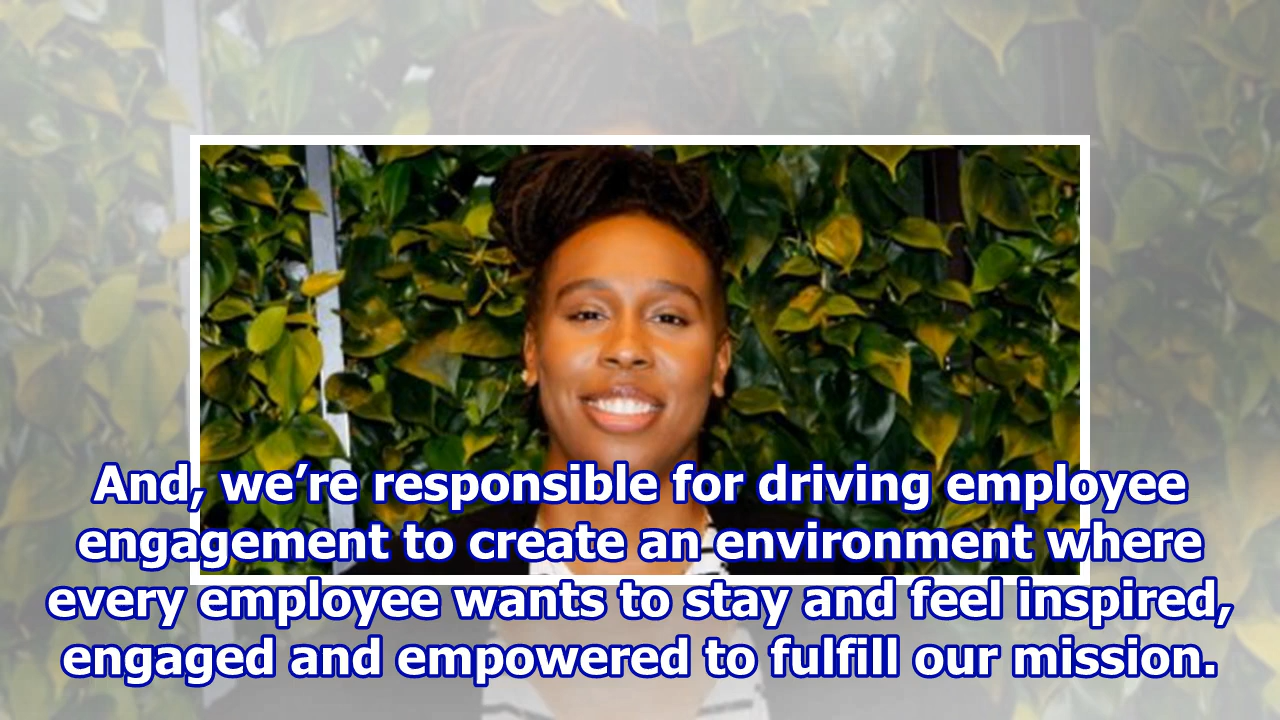 And, we’re responsible for driving employee
engagement to create an environment where
every employee wants to stay and feel inspired,
engaged and empowered to fulfill our mission.